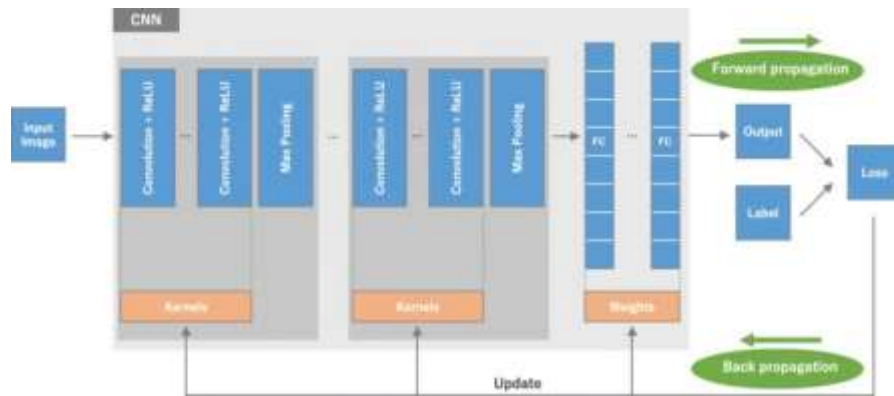 CNN
Forward propagation
Input
Image
Convolution + ReLU
...
Convolution + ReLU
Max Pooling
...
Convolution + ReLU
...
Convolution + ReLU
Max Pooling
FC
...
FC
Output
Label
Loss
Kernels
Kernels
Weights
Back propagation
Update